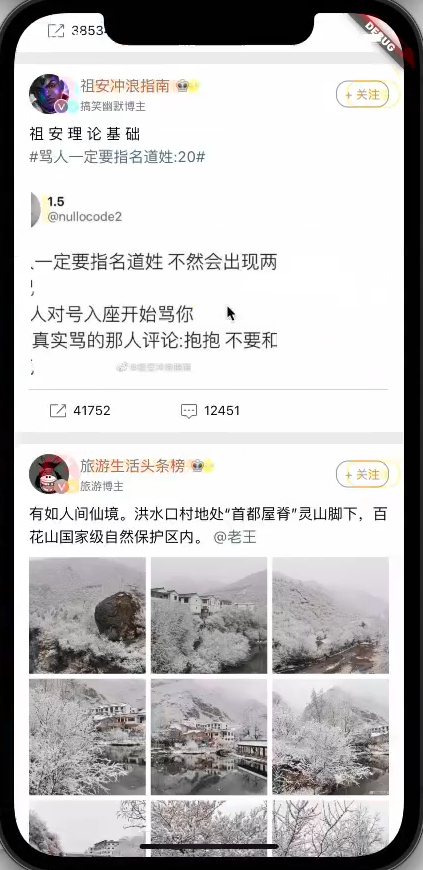 3853
DEBUG
祖安冲浪指南
搞笑幽默博主
+ 关注
祖 安 理 论 基 础
#骂人一定要指名道姓:20#
1.5
@nullocode2
一定要指名道姓 不然会出现两
人对号入座开始骂你
真实骂的那人评论:抱抱 不要和
41752
12451
旅游生活头条榜
旅游博主
+ 关注
有如人间仙境。洪水口村地处“首都屋脊”灵山脚下，百
花山国家级自然保护区内。 @老王